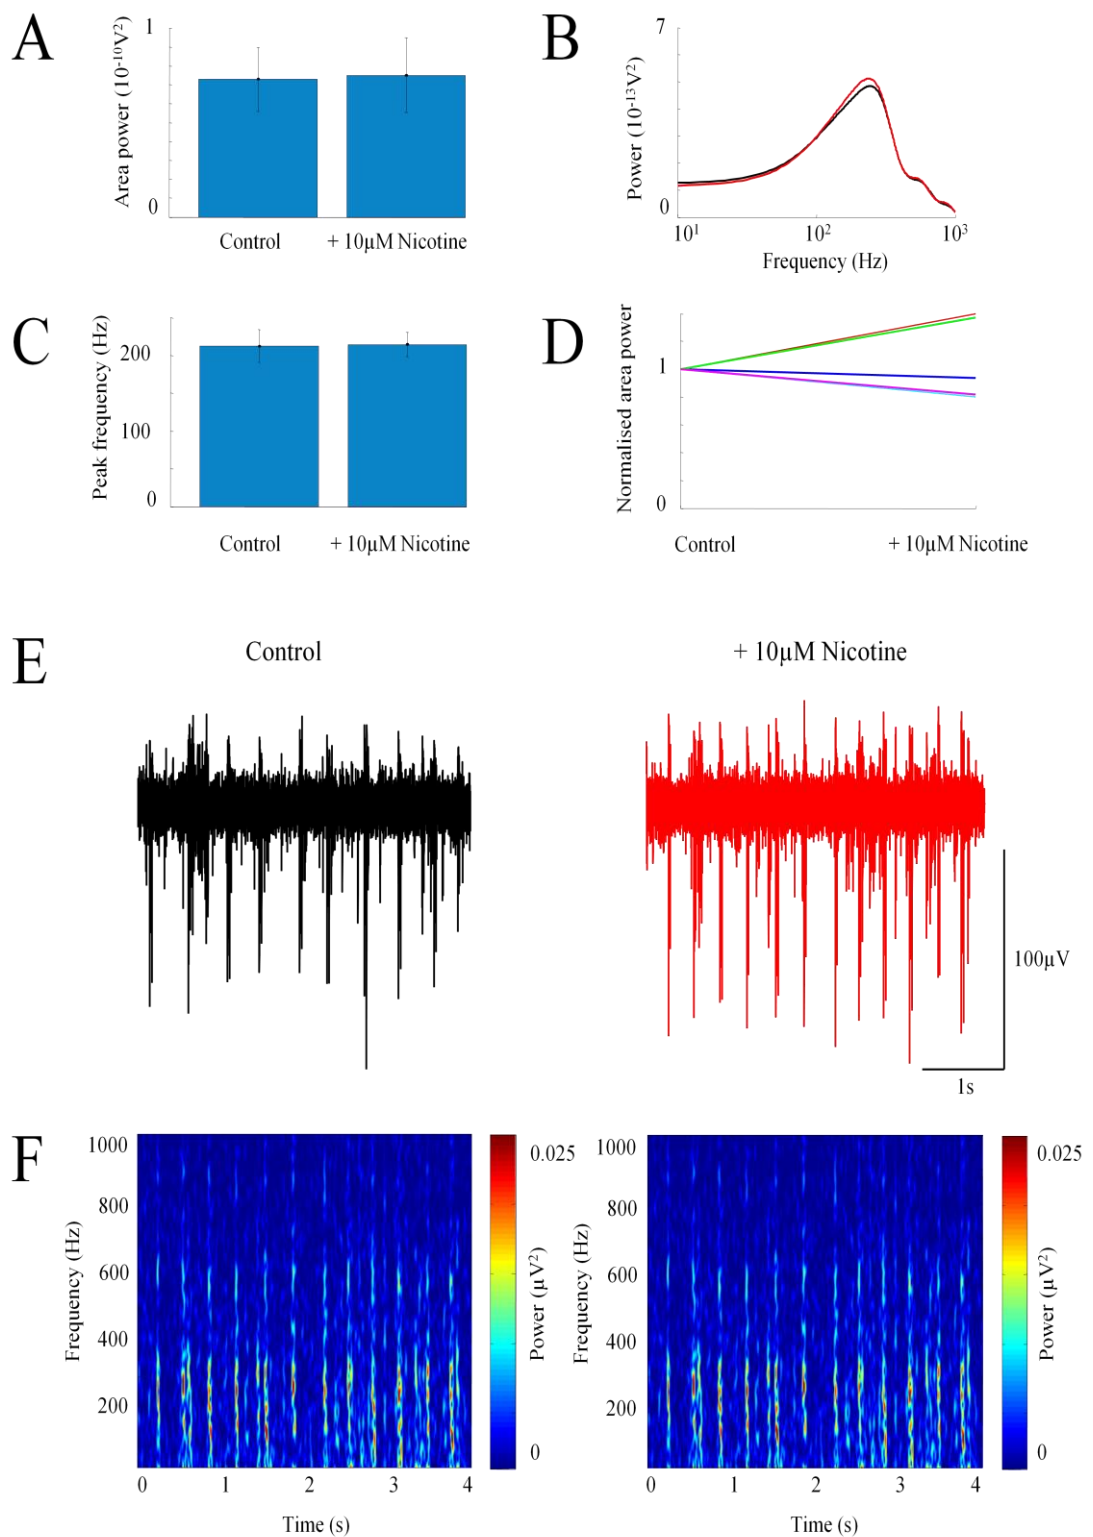 A
Area power (10⁻¹⁰V²)
1
0
Control
+ 10µM Nicotine
B
Power (10⁻¹³V²)
7
0
10¹
10²
10³
Frequency (Hz)
C
Peak frequency (Hz)
200
100
0
Control
+ 10µM Nicotine
D
Normalised area power
1
0
Control
+ 10µM Nicotine
E
Control
+ 10µM Nicotine
100µV
1s
F
Frequency (Hz)
1000
800
600
400
200
0
1
2
3
4
Time (s)
0.025
Power (µV²)
0
Frequency (Hz)
1000
800
600
400
200
0
1
2
3
4
Time (s)
0.025
Power (µV²)
0